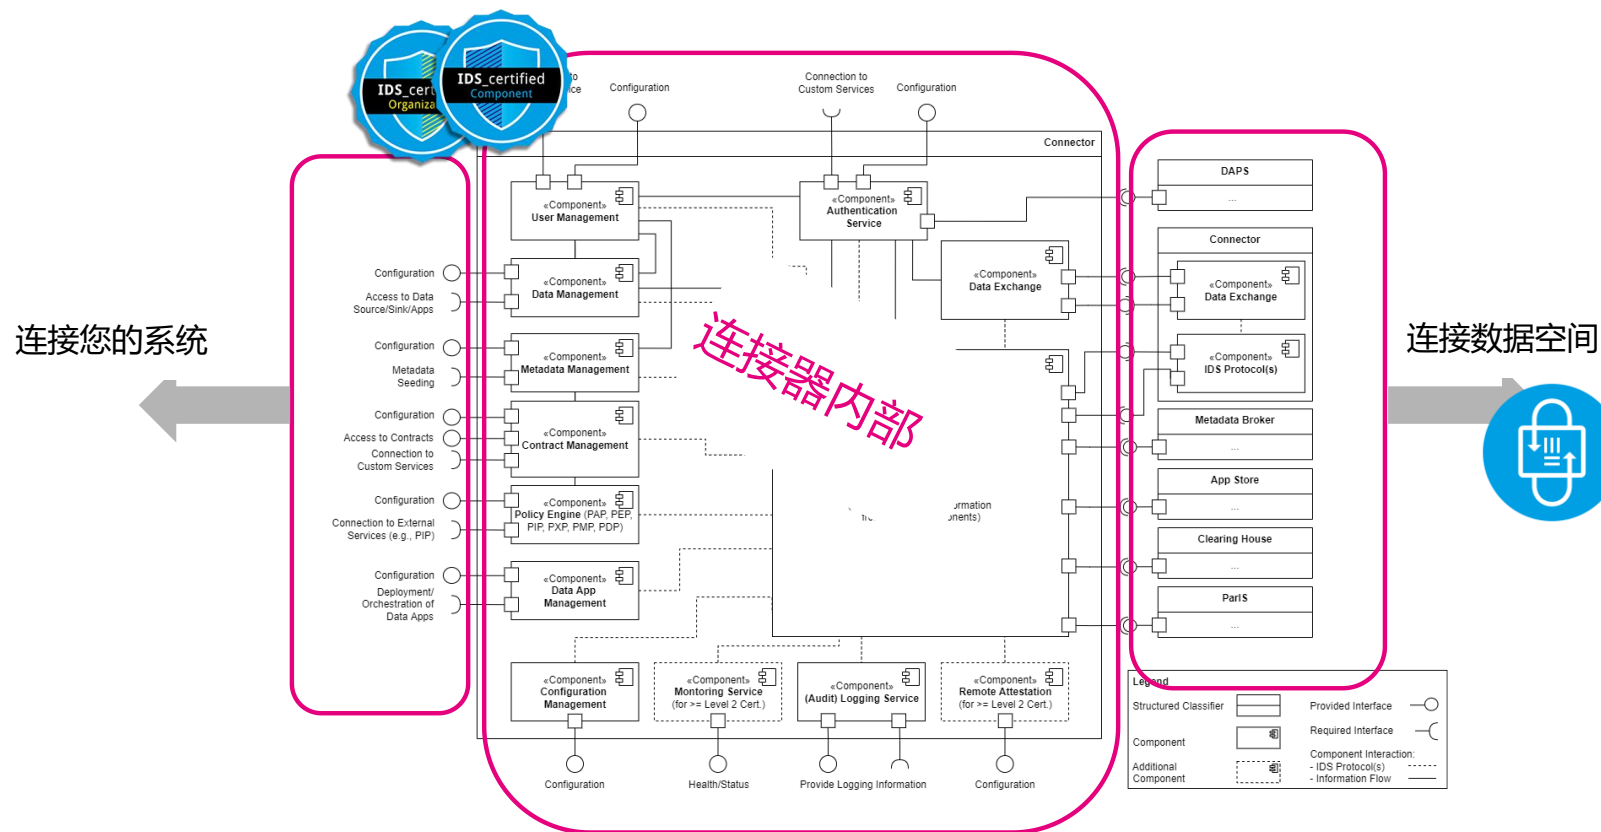 IDS_certified
Component
IDS_cert
Organiza
to
Configuration
Connection to
Custom Services
Configuration
Connector
«Component»
User Management
«Component»
Authentication
Service
«Component»
Data Exchange
Configuration
Access to Data
Source/Sink/Apps
«Component»
Data Management
Configuration
Metadata
Seeding
«Component»
Metadata Management
Configuration
Access to Contracts
Connection to
Custom Services
«Component»
Contract Management
Configuration
Connection to External
Services (e.g., PIP)
«Component»
Policy Engine (PAP, PEP,
PIP, PXP, PMP, PDP)
Configuration
Deployment/
Orchestration of
Data Apps
«Component»
Data App
Management
连接您的系统
连接器内部
连接数据空间
«Component»
Configuration
Management
«Component»
Montoring Service
(for >= Level 2 Cert.)
«Component»
(Audit) Logging Service
«Component»
Remote Attestation
(for >= Level 2 Cert.)
Configuration
Health/Status
Provide Logging Information
Configuration
DAPS
...
Connector
«Component»
Data Exchange
«Component»
IDS Protocol(s)
Metadata Broker
...
App Store
...
Clearing House
...
ParIS
...
Legend
Structured Classifier
Component
Additional
Component
Provided Interface
Required Interface
Component Interaction:
- IDS Protocol(s)
- Information Flow